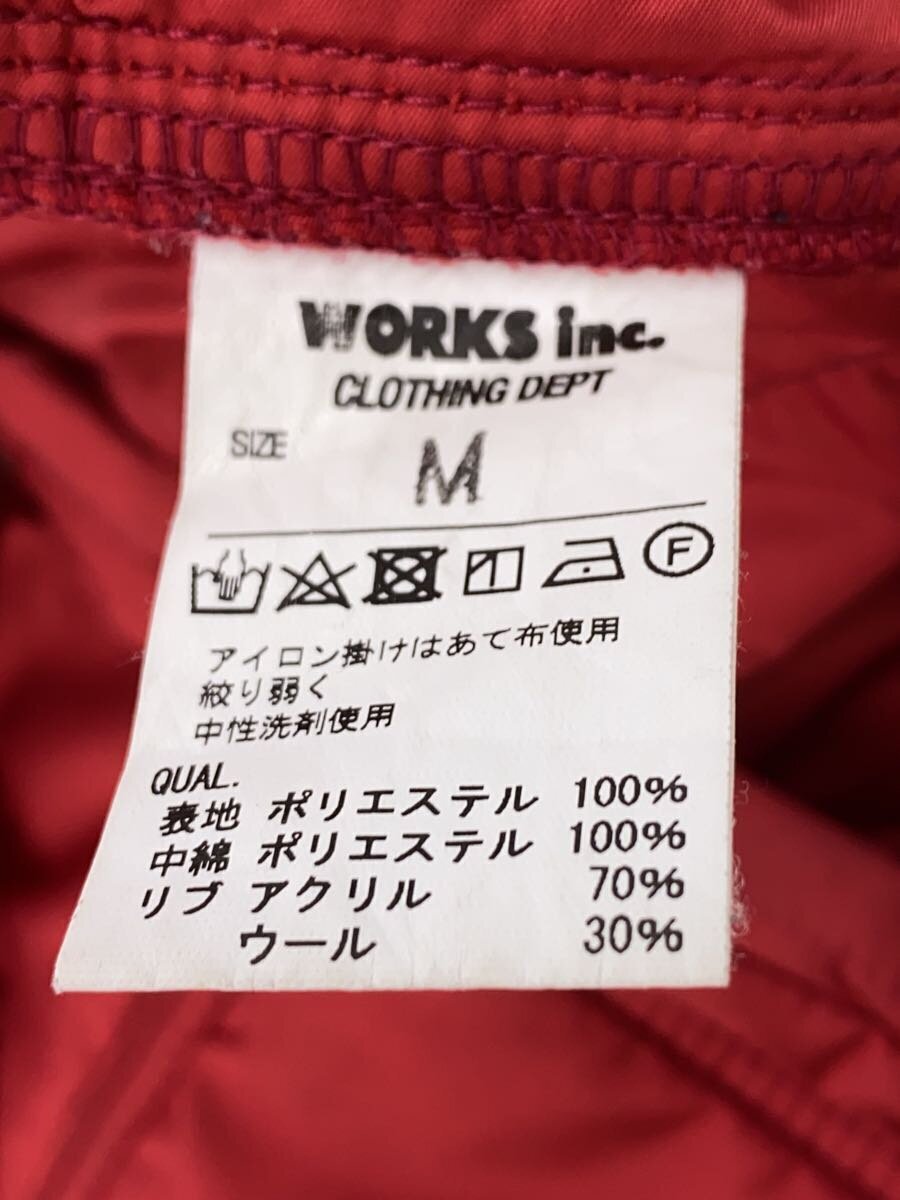 WORKS inc.
CLOTHING DEPT
SIZE M
F
アイロン掛けはあて布使用
絞り弱く
中性洗剤使用
QUAL.
表地 ポリエステル 100%
中綿 ポリエステル 100%
リブ アクリル 70%
ウール 30%